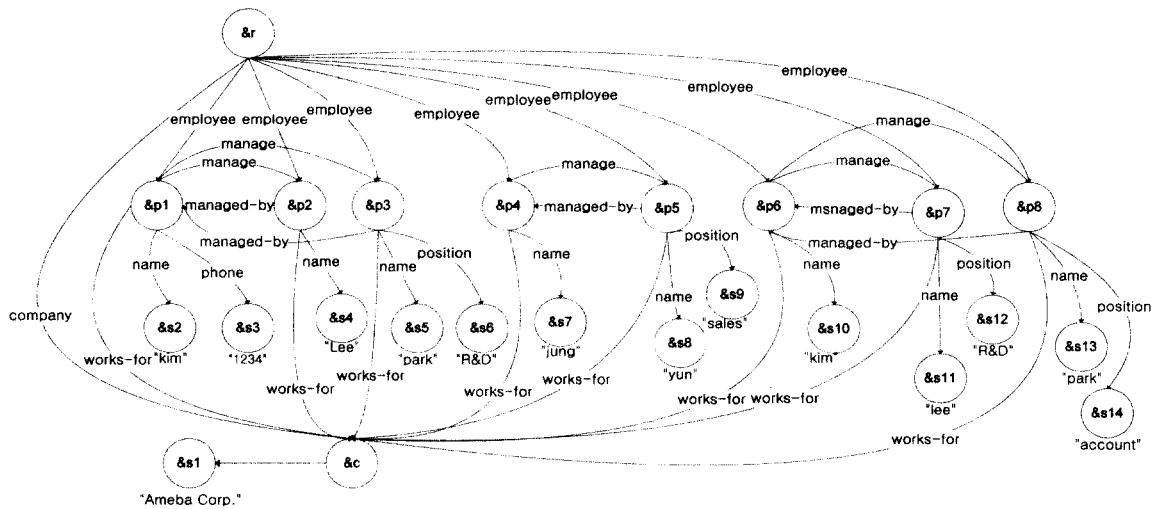 &r
employee
employee
employee
employee
employee employee
employee
employee
manage
manage
manage
manage
manage
&p1
managed-by
&p2
&p3
&p4
managed-by
&p5
&p6
msnaged-by
&p7
&p8
managed-by
managed-by
name
phone
name
name
position
name
name
position
name
name
position
name
position
company
&s2
"kim"
&s3
"1234"
&s4
"Lee"
&s5
"park"
&s6
"R&D"
&s7
"jung"
&s8
"yun"
&s9
"sales"
&s10
"kim"
&s11
"lee"
&s12
"R&D"
&s13
"park"
&s14
"account"
works-for
works-for
works-for
works-for
works-for
works-for
works-for
works-for
&s1
&c
"Ameba Corp."